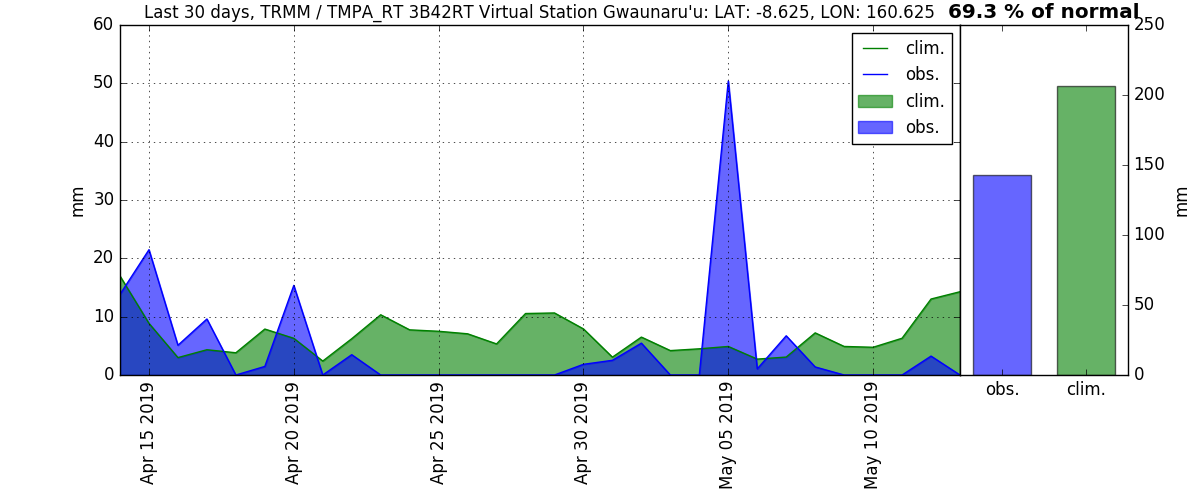 Last 30 days, TRMM / TMPA_RT 3B42RT Virtual Station Gwaunaru'u: LAT: -8.625, LON: 160.625
69.3 % of normal
60
50
40
30
20
10
0
mm
clim.
obs.
clim.
obs.
Apr 15 2019
Apr 20 2019
Apr 25 2019
Apr 30 2019
May 05 2019
May 10 2019
obs.
clim.
250
200
150
100
50
0
mm